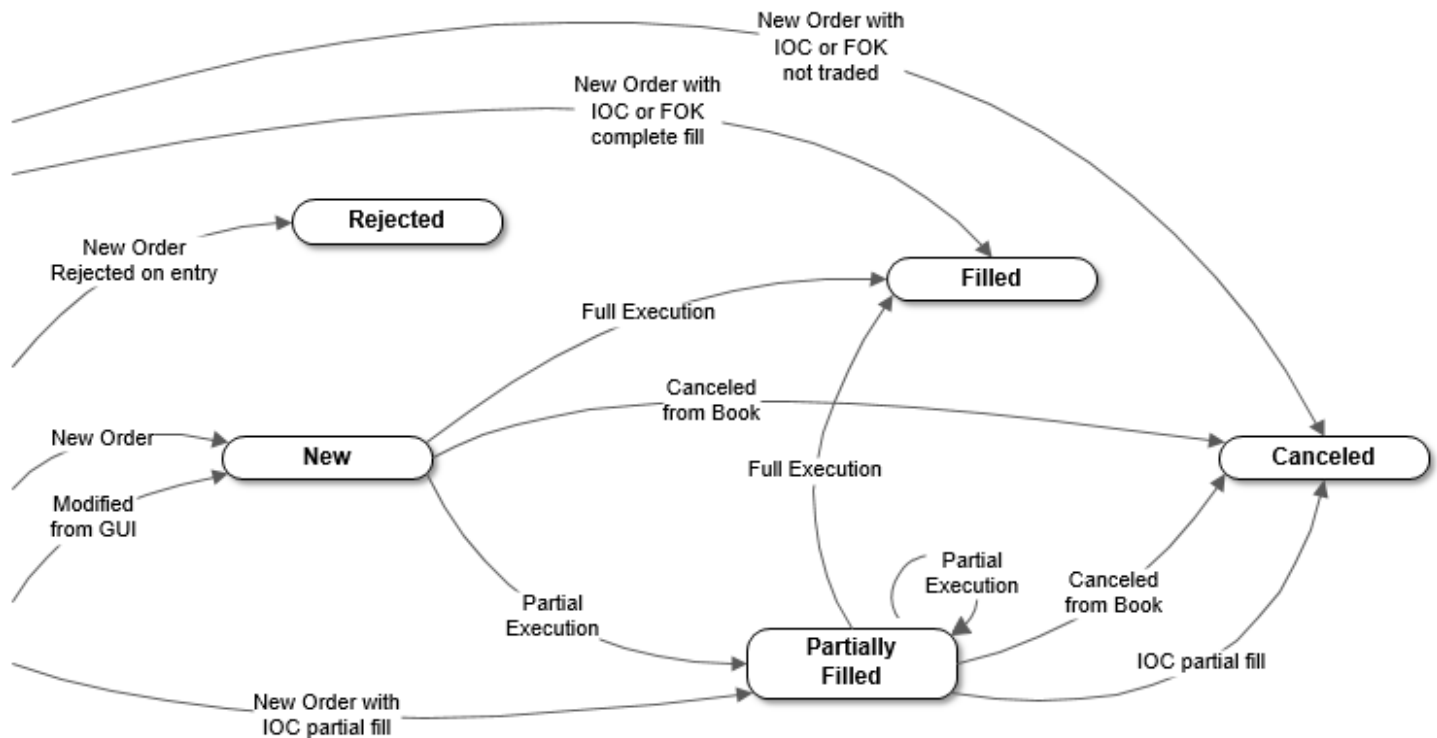 New Order with
IOC or FOK
not traded
New Order with
IOC or FOK
complete fill
Rejected
New Order
Rejected on entry
Filled
Full Execution
Canceled
from Book
New Order
New
Canceled
Full Execution
Modified
from GUI
Partial
Execution
Partial
Execution
Canceled
from Book
Partially
Filled
IOC partial fill
New Order with
IOC partial fill